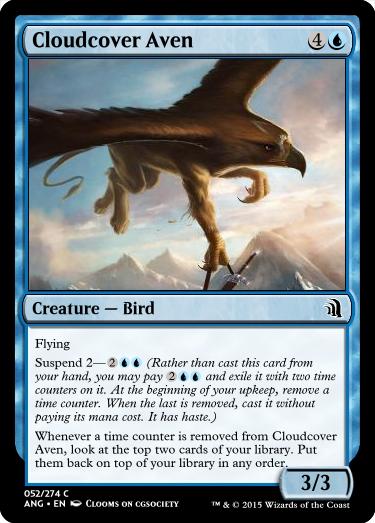 Cloudcover Aven 4
Creature — Bird
Flying
Suspend 2—2 (Rather than cast this card from
your hand, you may pay 2 and exile it with two time
counters on it. At the beginning of your upkeep, remove a
time counter. When the last is removed, cast it without
paying its mana cost. It has haste.)
Whenever a time counter is removed from Cloudcover
Aven, look at the top two cards of your library. Put
them back on top of your library in any order.
3/3
052/274 C
ANG • EN Clooms on cgsociety
™ & © 2015 Wizards of the Coast